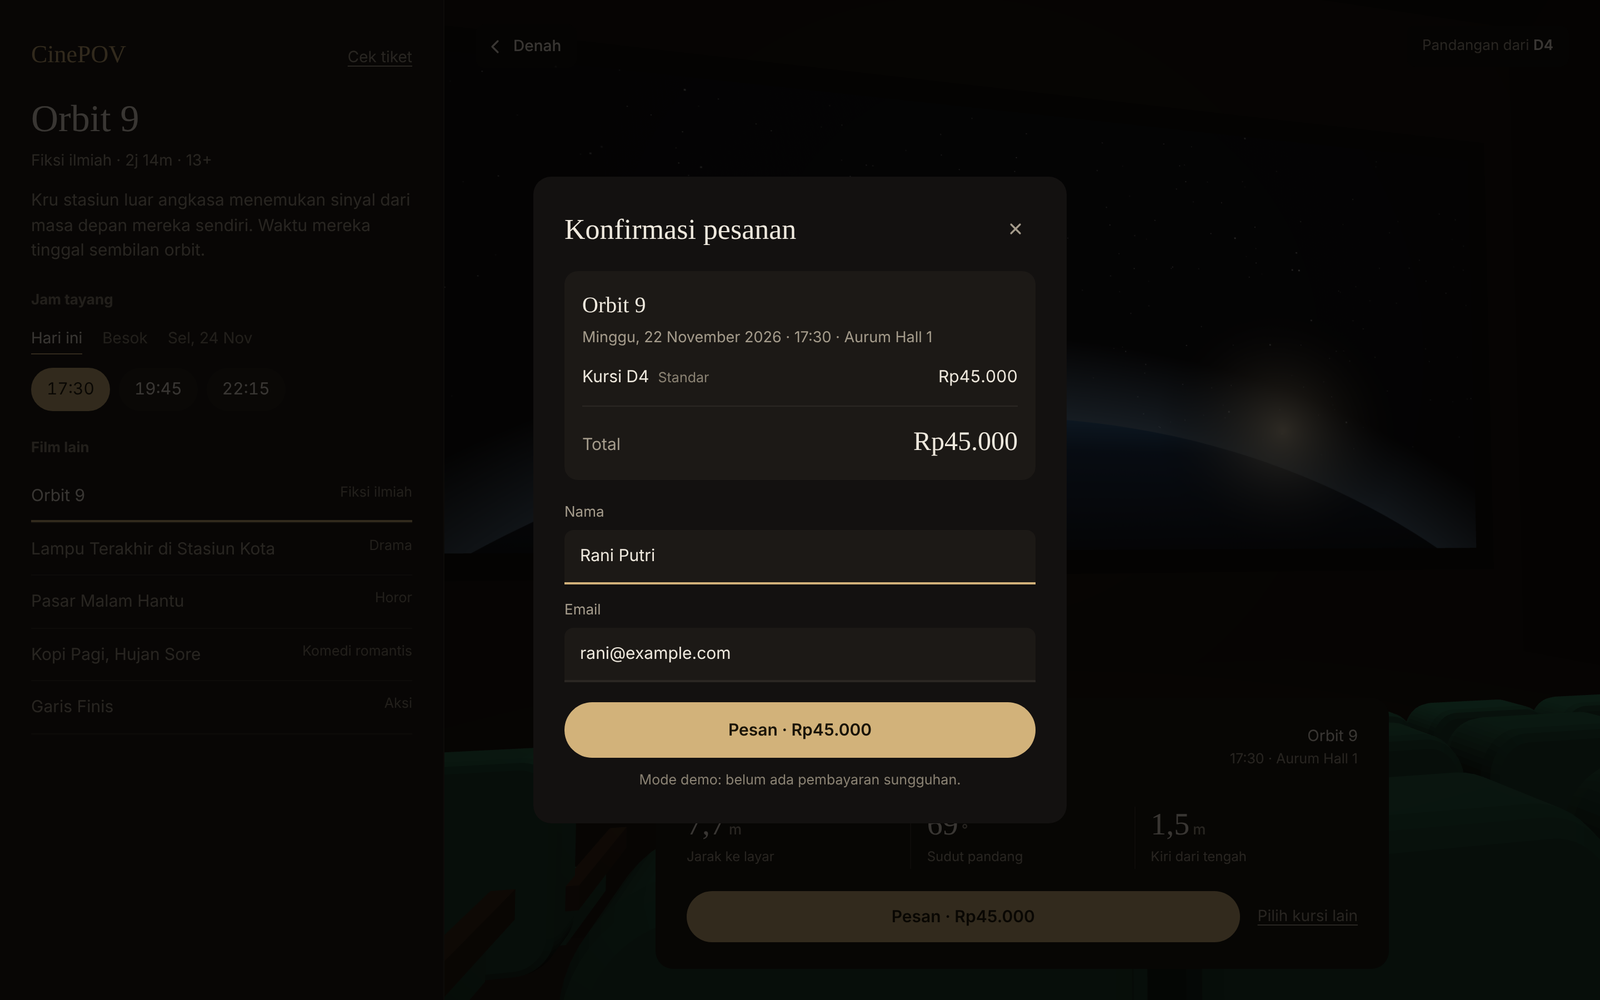 CinePOV
Cek tiket
Orbit 9
Fiksi ilmiah · 2j 14m · 13+
Kru stasiun luar angkasa menemukan sinyal dari
masa depan mereka sendiri. Waktu mereka
tinggal sembilan orbit.
Jam tayang
Hari ini
Besok
Sel, 24 Nov
17:30
19:45
22:15
Film lain
Orbit 9
Fiksi ilmiah
Lampu Terakhir di Stasiun Kota
Drama
Pasar Malam Hantu
Horor
Kopi Pagi, Hujan Sore
Komedi romantis
Garis Finis
Aksi
Denah
Pandangan dari D4
Konfirmasi pesanan
Orbit 9
Minggu, 22 November 2026 · 17:30 · Aurum Hall 1
Kursi D4 Standar
Rp45.000
Total
Rp45.000
Nama
Rani Putri
Email
rani@example.com
Pesan · Rp45.000
Mode demo: belum ada pembayaran sungguhan.
Orbit 9
17:30 · Aurum Hall 1
7,7 m
Jarak ke layar
69°
Sudut pandang
1,5 m
Kiri dari tengah
Pesan · Rp45.000
Pilih kursi lain